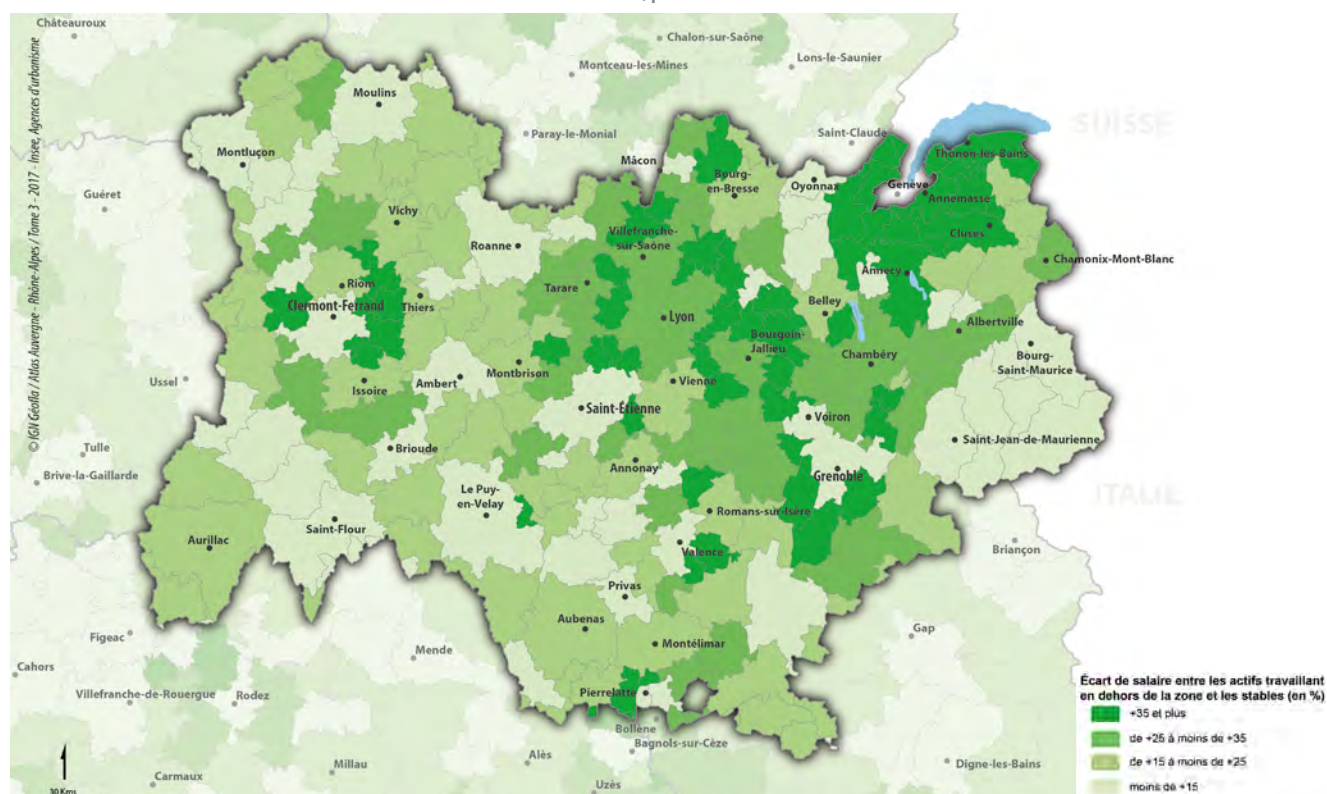 Châteauroux
Chalon-sur-Saône
Lons-le-Saunier
Montceau-les-Mines
© IGN Géofla / Atlas Auvergne - Rhône-Alpes / Tome 3 - 2017 - Insee, Agences d'urbanisme
Moulins
SUISSE
Paray-le-Monial
Saint-Claude
Thonon-les-Bains
Montluçon
Mâcon
Bourg-
en-Bresse
Oyonnax
Genève
Annemasse
Guéret
Vichy
Cluses
Roanne
Villefranche-
sur-Saône
Chamonix-Mont-Blanc
Annecy
Riom
Tarare
Clermont-Ferrand
Thiers
Belley
Lyon
Albertville
Bourgoin-
Jallieu
Chambéry
Bourg-
Saint-Maurice
Ussel
Montbrison
Ambert
Vienne
Issoire
Saint-Étienne
Voiron
Saint-Jean-de-Maurienne
Tulle
Brioude
Brive-la-Gaillarde
Annonay
Grenoble
Le Puy-
en-Velay
ITALIE
Romans-sur-Isère
Saint-Flour
Aurillac
Valence
Briançon
Privas
Aubenas
Figeac
Gap
Montélimar
Mende
Cahors
Villefranche-de-Rouergue
Rodez
Pierrelatte
Bollène
Bagnols-sur-Cèze
Alès
Millau
Digne-les-Bains
Carmaux
Uzès
30 Kms
Écart de salaire entre les actifs travaillant
en dehors de la zone et les stables (en %)
+35 et plus
de +25 à moins de +35
de +15 à moins de +25
moins de +15